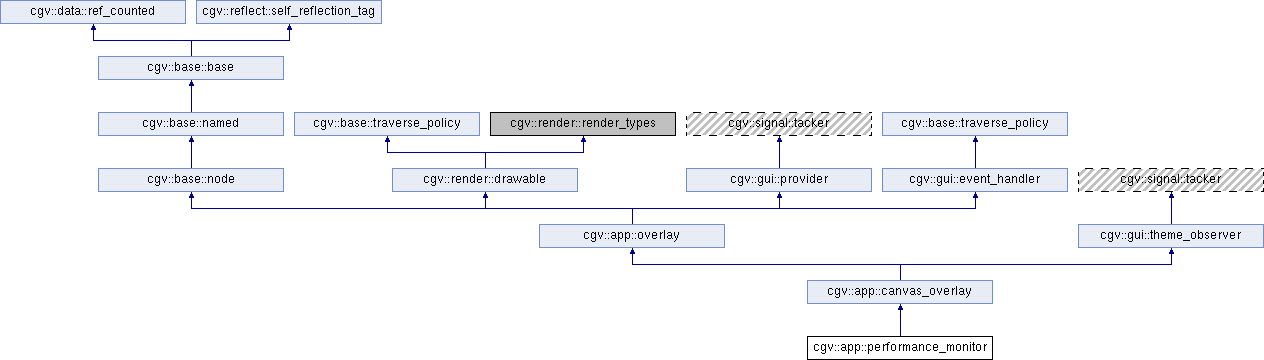 cgv::data::ref_counted
cgv::reflect::self_reflection_tag
cgv::base::base
cgv::base::named
cgv::base::traverse_policy
cgv::render::render_types
cgv::signal::tacker
cgv::base::traverse_policy
cgv::base::node
cgv::render::drawable
cgv::gui::provider
cgv::gui::event_handler
cgv::signal::tacker
cgv::app::overlay
cgv::gui::theme_observer
cgv::app::canvas_overlay
cgv::app::performance_monitor